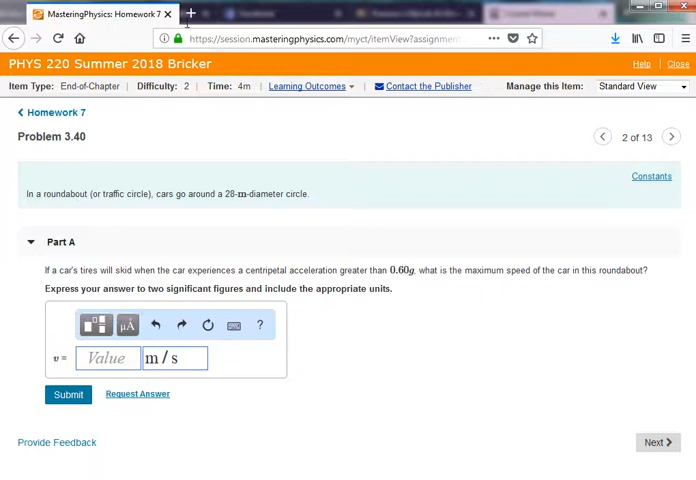 MasteringPhysics: Homework 7
https://session.masteringphysics.com/myct/itemView?assignment
PHYS 220 Summer 2018 Bricker
Help | Close
Item Type: End-of-Chapter | Difficulty: 2 | Time: 4m | Learning Outcomes | Contact the Publisher Manage this Item: Standard View
Homework 7
Problem 3.40
2 of 13
Constants
In a roundabout (or traffic circle), cars go around a 28-m-diameter circle.
Part A
If a car's tires will skid when the car experiences a centripetal acceleration greater than 0.60g, what is the maximum speed of the car in this roundabout?
Express your answer to two significant figures and include the appropriate units.
μÅ ?
v = Value m / s
Submit Request Answer
Provide Feedback
Next